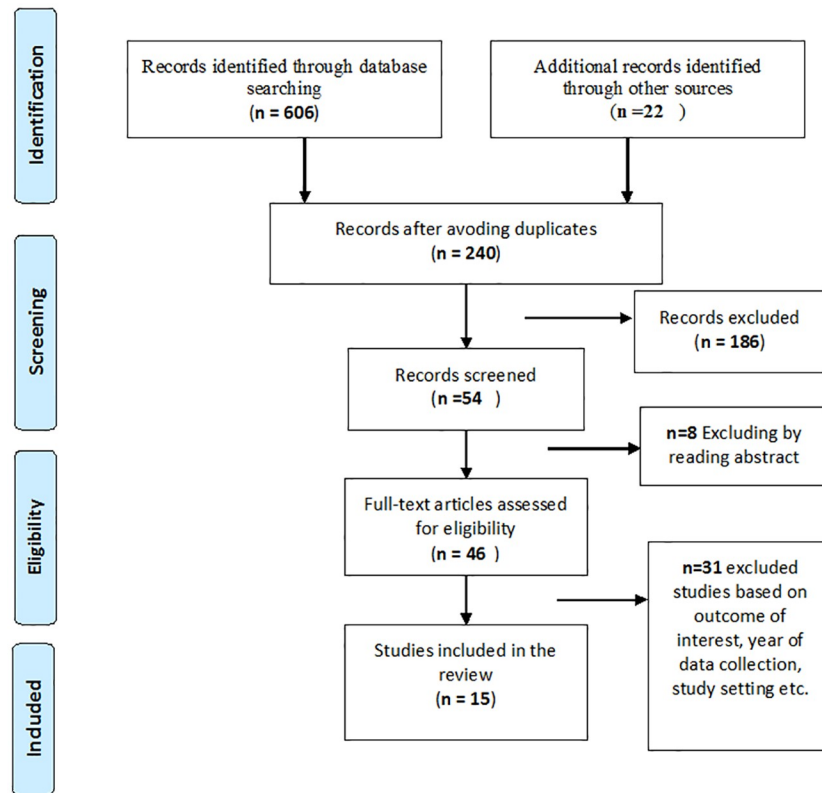 Identification
Records identified through database
searching
(n = 606)
Additional records identified
through other sources
(n =22 )
Records after avoding duplicates
(n = 240)
Screening
Records excluded
(n = 186)
Records screened
(n =54 )
n=8 Excluding by
reading abstract
Eligibility
Full-text articles assessed
for eligibility
(n = 46 )
n=31 excluded
studies based on
outcome of
interest, year of
data collection,
study setting etc.
Included
Studies included in the
review
(n = 15)